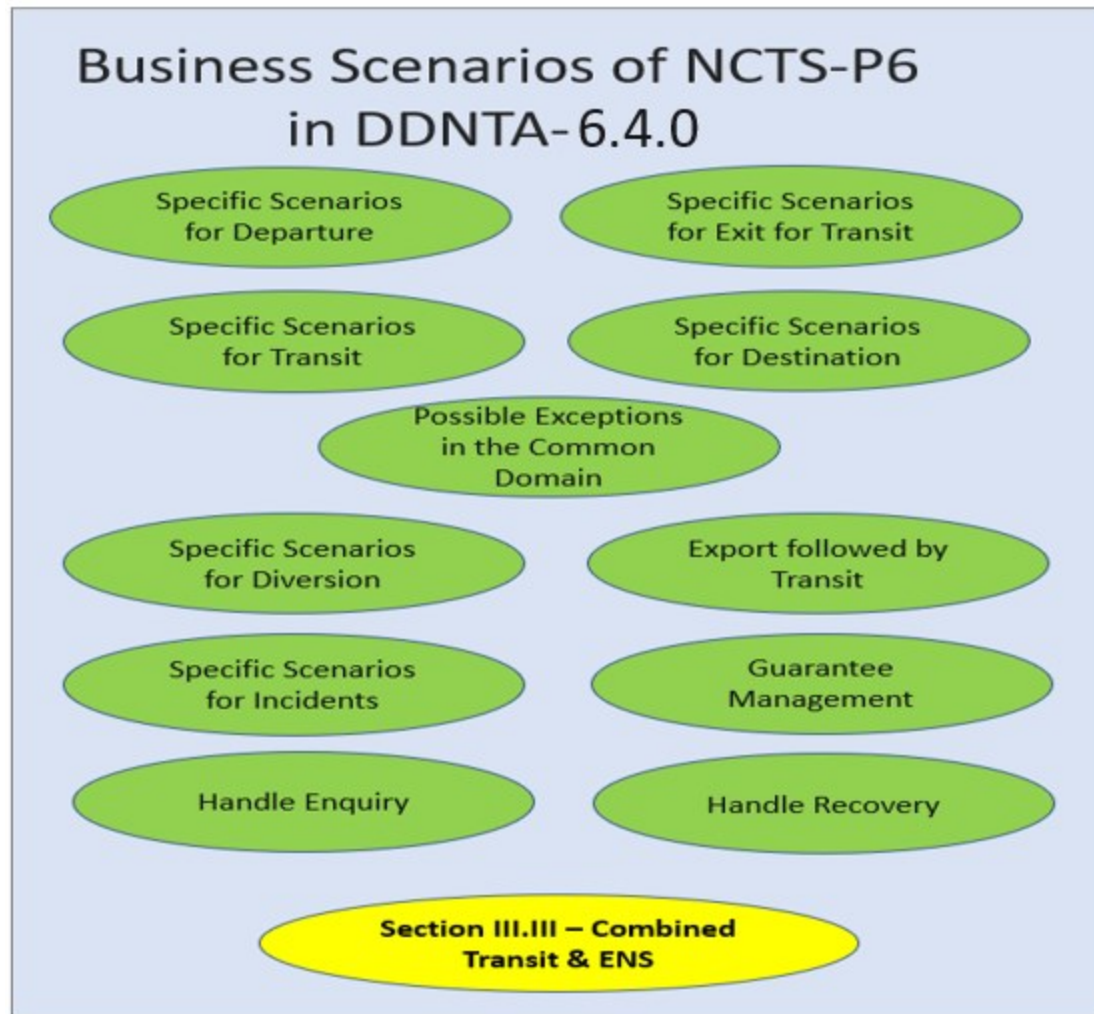 Business Scenarios of NCTS-P6
in DDNTA-6.4.0
Specific Scenarios
for Departure
Specific Scenarios
for Exit for Transit
Specific Scenarios
for Transit
Specific Scenarios
for Destination
Possible Exceptions
in the Common
Domain
Specific Scenarios
for Diversion
Export followed by
Transit
Specific Scenarios
for Incidents
Guarantee
Management
Handle Enquiry
Handle Recovery
Section III.III – Combined
Transit & ENS